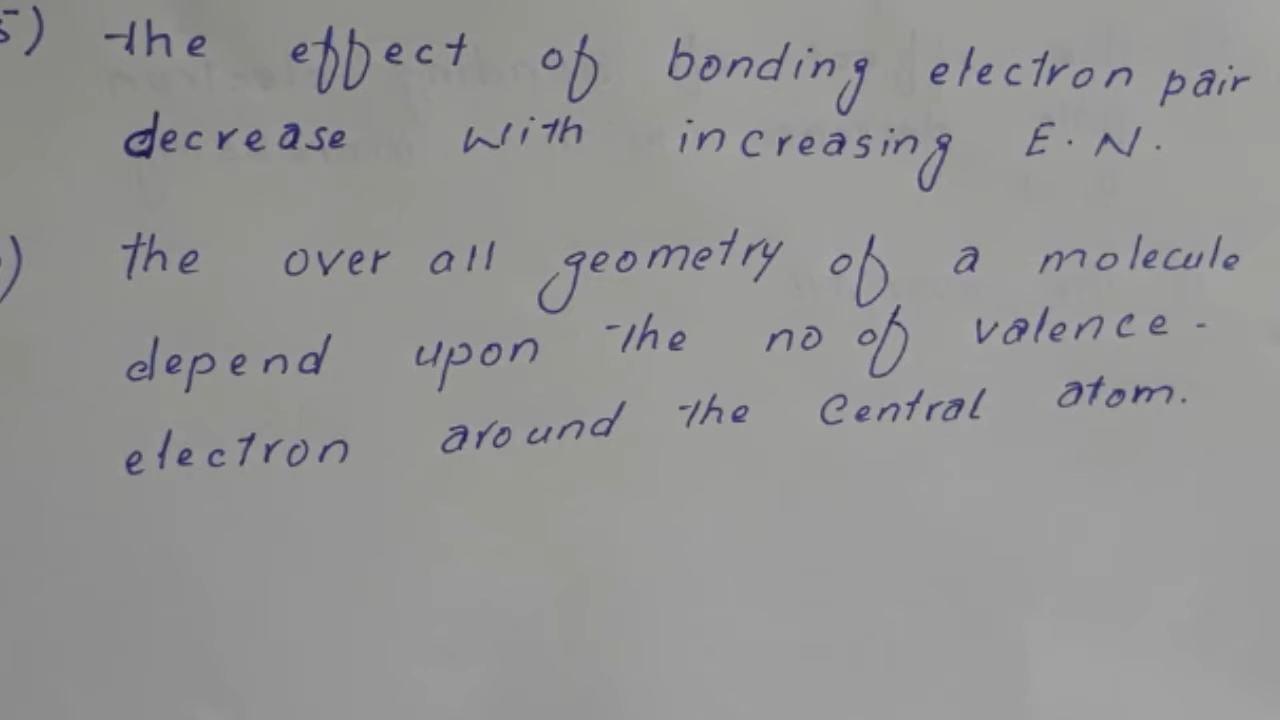 5) the effect of bonding electron pair
decrease with increasing E.N.
) the over all geometry of a molecule
depend upon the no of valence -
electron around the Central atom.